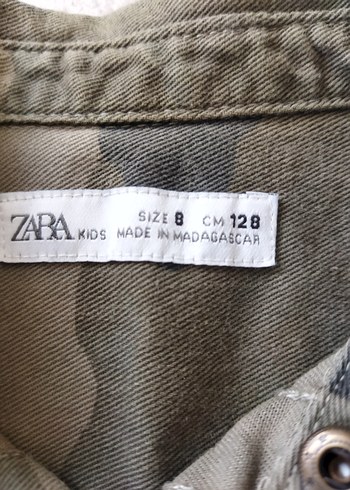 ZARA KIDS SIZE 8 CM 128
MADE IN MADAGASCAR